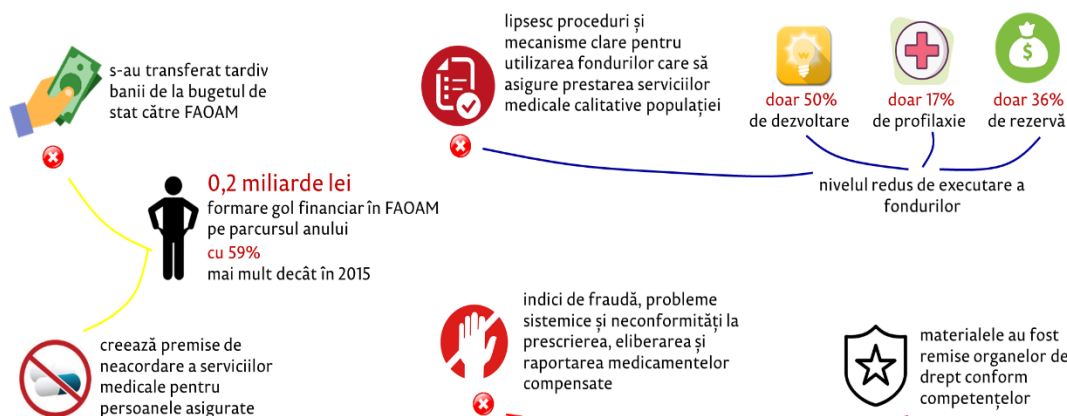 s-au transferat tardiv
banii de la bugetul de
stat către FAOAM
0,2 miliarde lei
formare gol financiar în FAOAM
pe parcursul anului
cu 59%
mai mult decât în 2015
creează premise de
neacordare a serviciilor
medicale pentru
persoanele asigurate
lipsesc proceduri și
mecanisme clare pentru
utilizarea fondurilor care să
asigure prestarea serviciilor
medicale calitative populației
doar 50%
de dezvoltare
doar 17%
de profilaxie
doar 36%
de rezervă
nivelul redus de executare a
fondurilor
indici de fraudă, probleme
sistemice și neconformități la
prescrierea, eliberarea și
raportarea medicamentelor
compensate
materialele au fost
remise organelor de
drept conform
competențelor